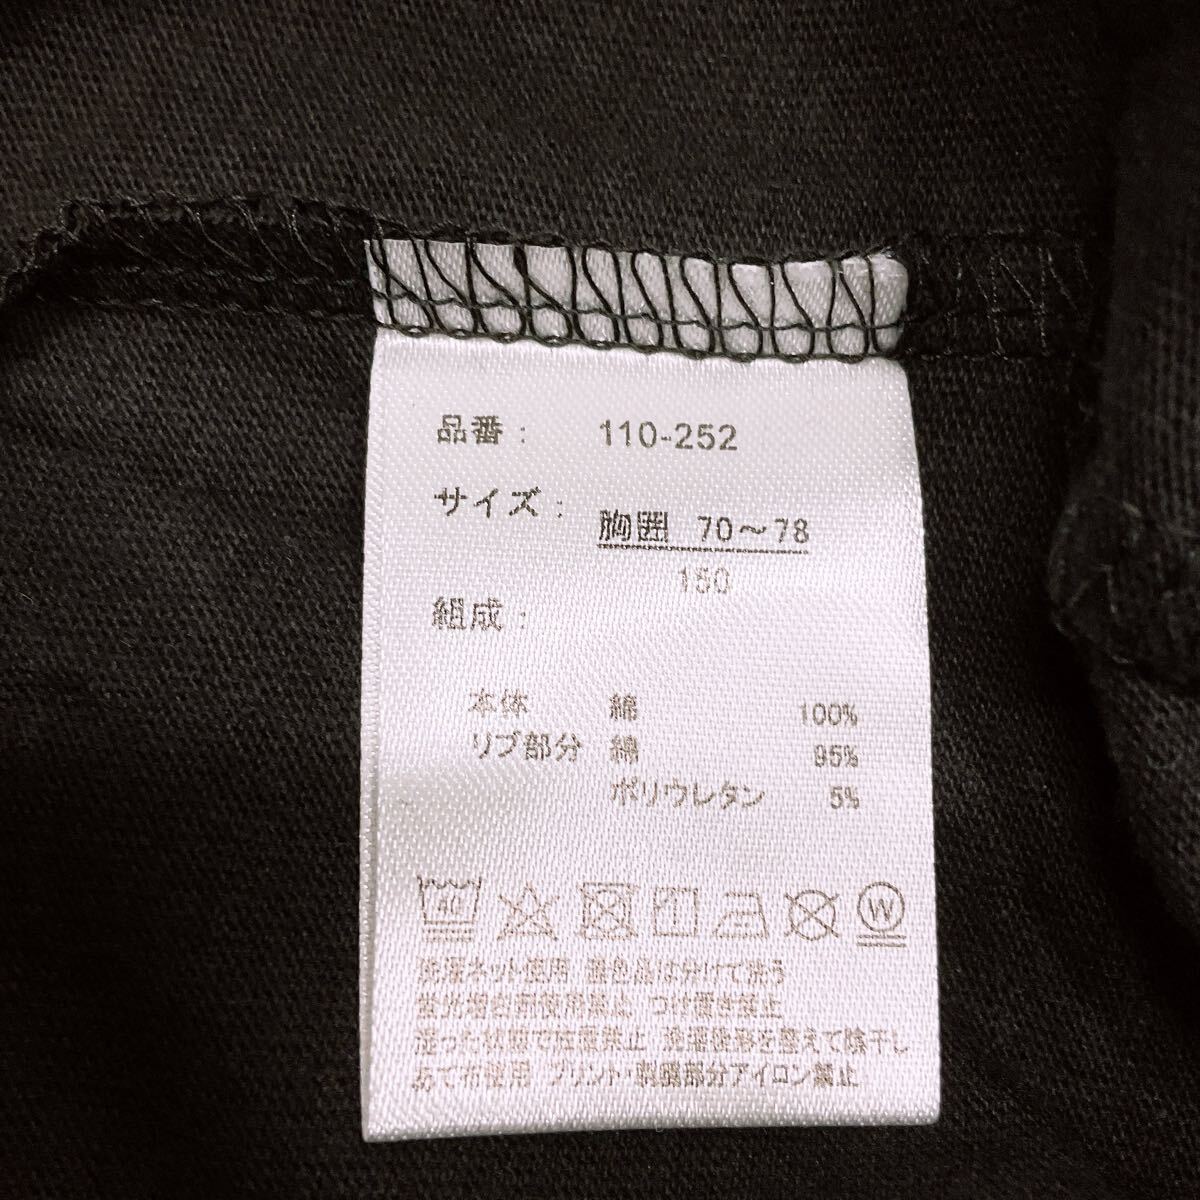 品番： 110-252
サイズ： 胸囲 70～78
150
組成：
本体 綿 100%
リブ部分 綿 95%
ポリウレタン 5%
40
W
洗濯ネット使用 濃色品は分けて洗う
蛍光増白剤使用禁止 つけ置き禁止
湿った状態で放置禁止 洗濯後形を整えて陰干し
あて布使用 プリント・刺繍部分アイロン禁止